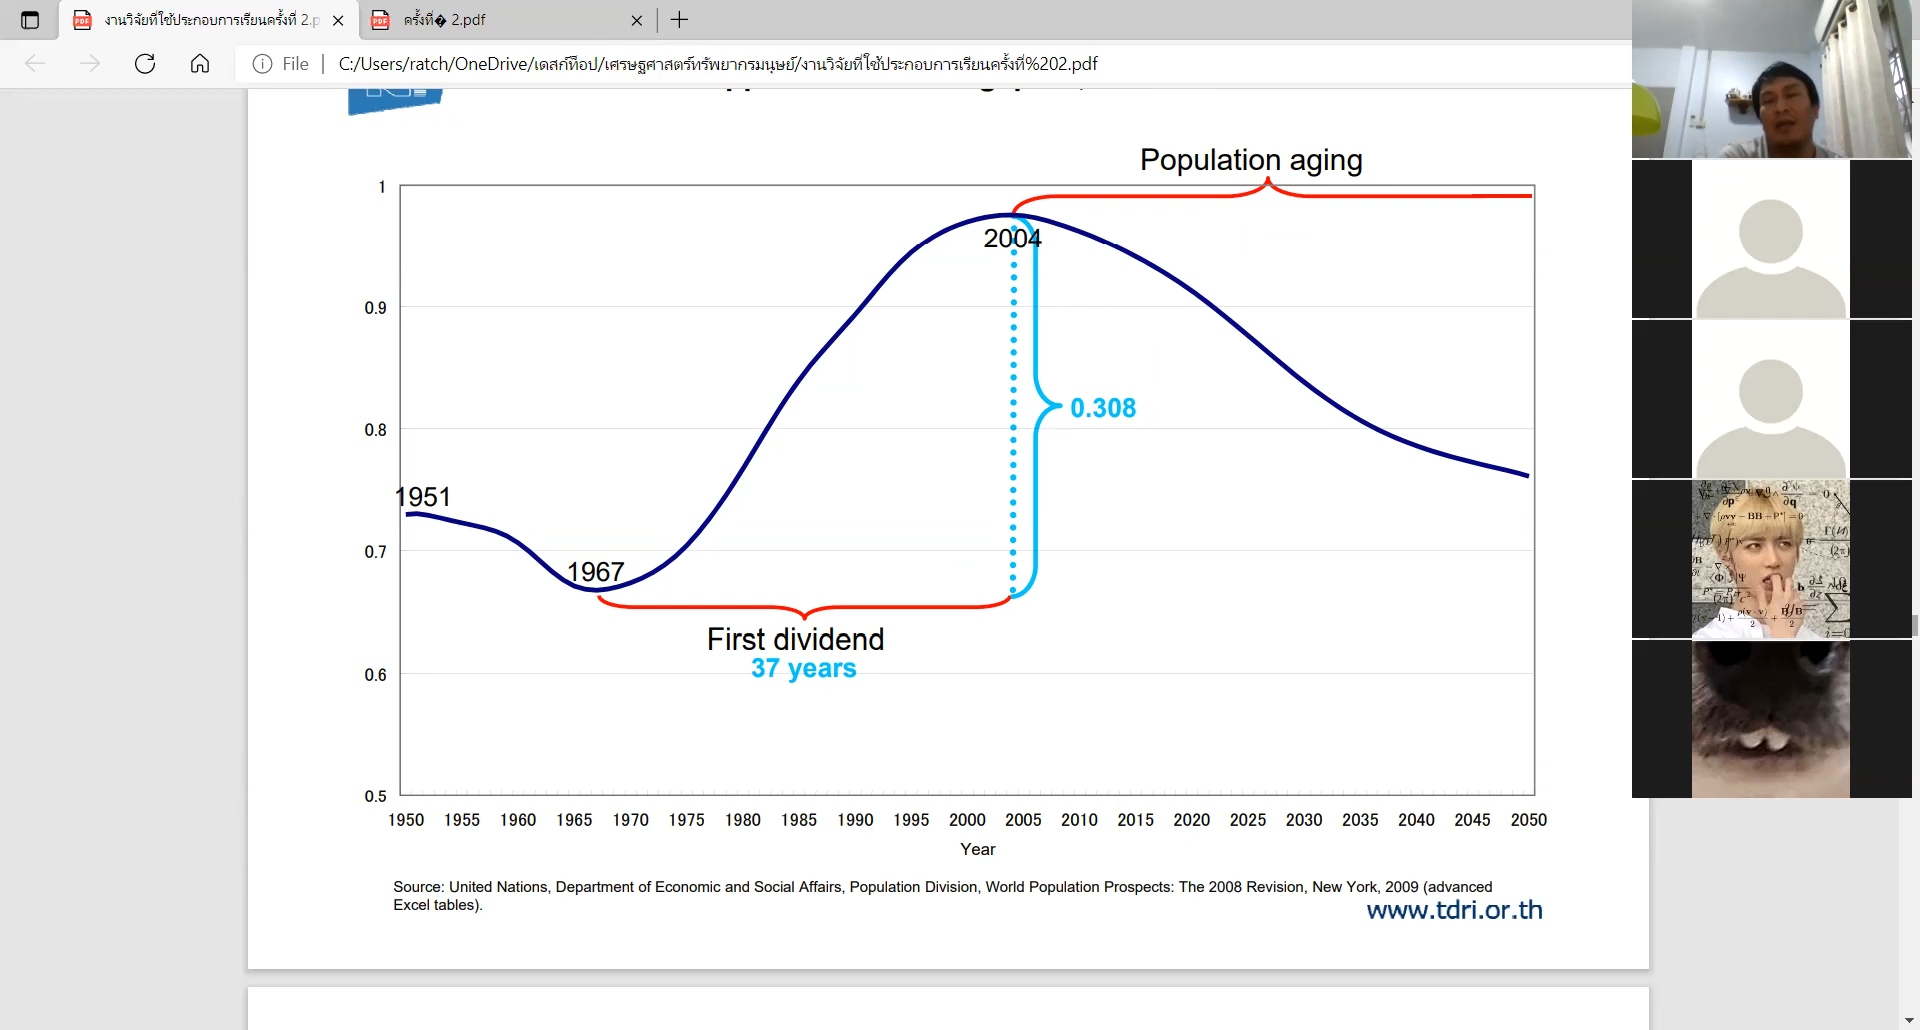 งานวิจัยที่ใช้ประกอบการเรียนครั้งที่ 2.p
ครั้งที่� 2.pdf
File
C:/Users/ratch/OneDrive/เดสก์ท็อป/เศรษฐศาสตร์ทรัพยากรมนุษย์/งานวิจัยที่ใช้ประกอบการเรียนครั้งที่%202.pdf
Population aging
1
2004
0.9
0.308
0.8
1951
0.7
1967
First dividend
37 years
0.6
0.5
1950 1955 1960 1965 1970 1975 1980 1985 1990 1995 2000 2005 2010 2015 2020 2025 2030 2035 2040 2045 2050
Year
Source: United Nations, Department of Economic and Social Affairs, Population Division, World Population Prospects: The 2008 Revision, New York, 2009 (advanced
Excel tables).
www.tdri.or.th